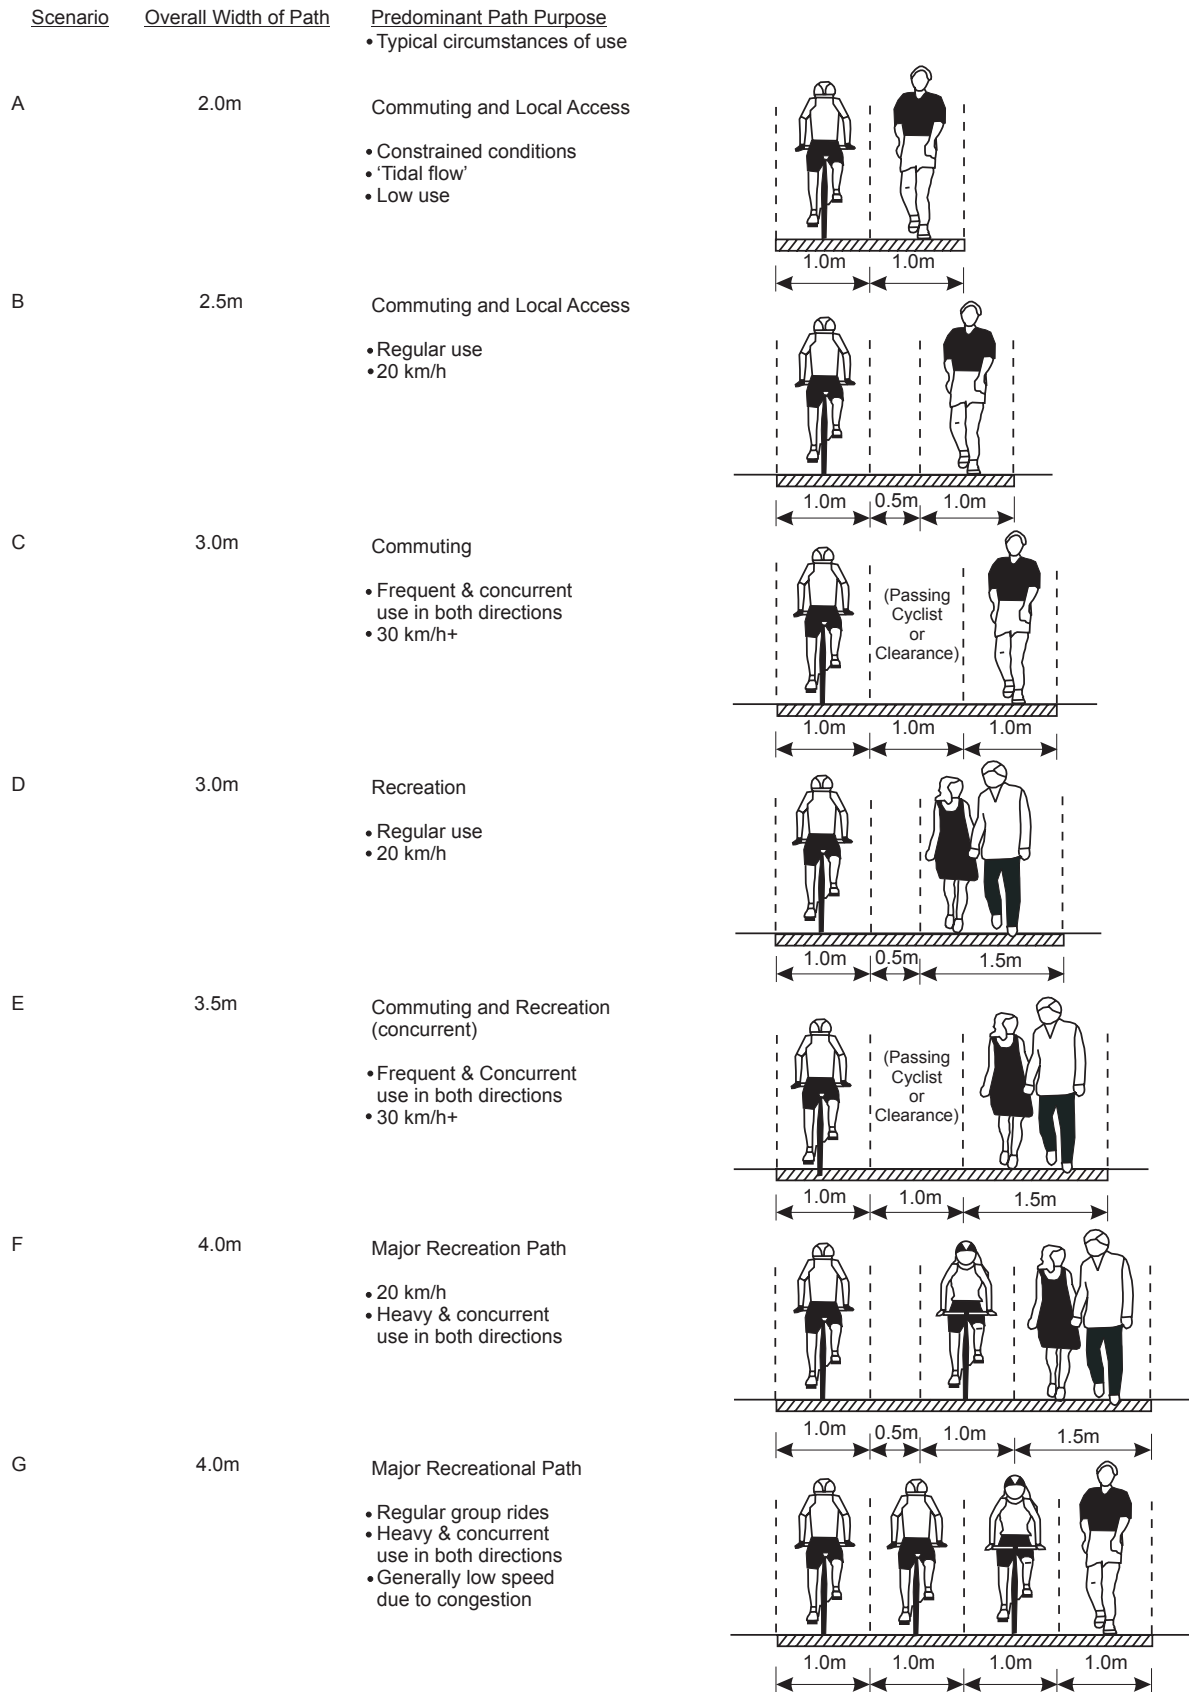 Scenario Overall Width of Path Predominant Path Purpose
• Typical circumstances of use
A 2.0m Commuting and Local Access
• Constrained conditions
• ‘Tidal flow’
• Low use
1.0m 1.0m
B 2.5m Commuting and Local Access
• Regular use
• 20 km/h
1.0m 0.5m 1.0m
C 3.0m Commuting
• Frequent & concurrent
use in both directions
• 30 km/h+
(Passing
Cyclist
or
Clearance)
1.0m 1.0m 1.0m
D 3.0m Recreation
• Regular use
• 20 km/h
1.0m 0.5m 1.5m
E 3.5m Commuting and Recreation
(concurrent)
• Frequent & Concurrent
use in both directions
• 30 km/h+
(Passing
Cyclist
or
Clearance)
1.0m 1.0m 1.5m
F 4.0m Major Recreation Path
• 20 km/h
• Heavy & concurrent
use in both directions
1.0m 0.5m 1.0m 1.5m
G 4.0m Major Recreational Path
• Regular group rides
• Heavy & concurrent
use in both directions
• Generally low speed
due to congestion
1.0m 1.0m 1.0m 1.0m